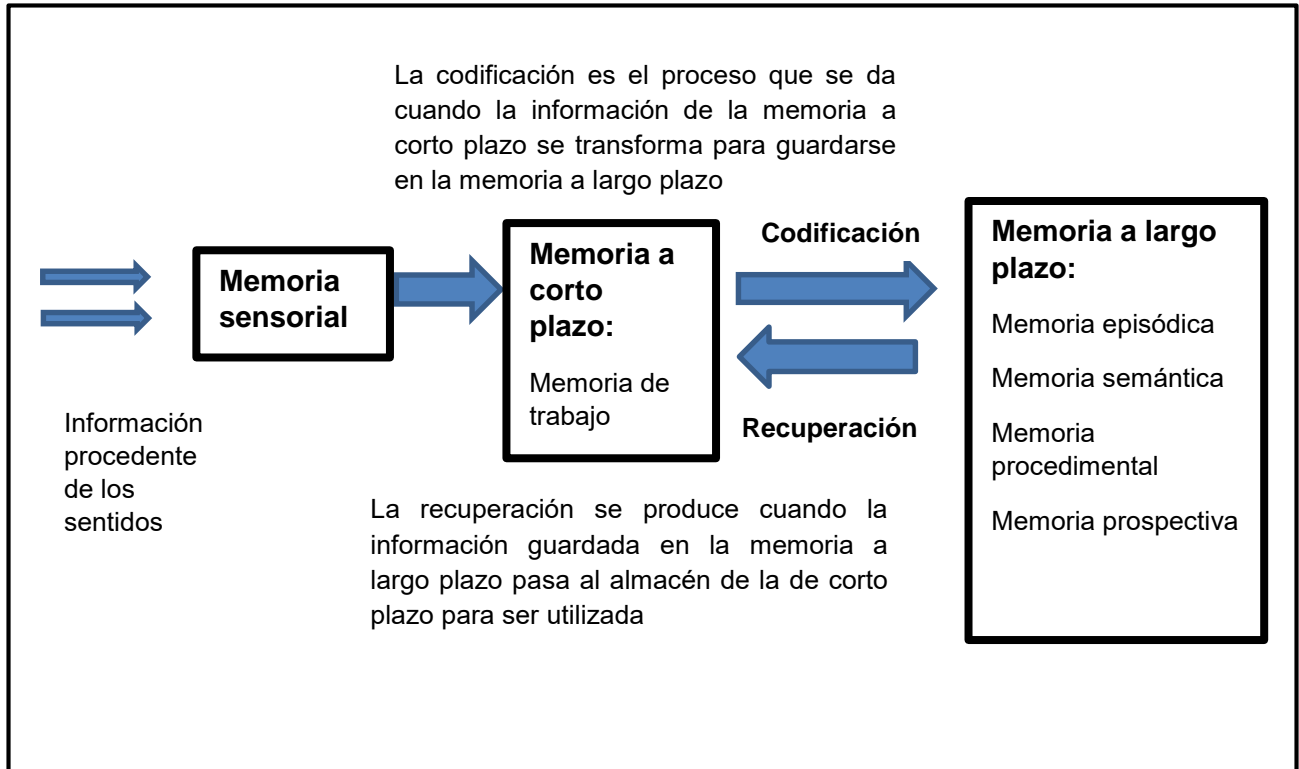 La codificación es el proceso que se da
cuando la información de la memoria a
corto plazo se transforma para guardarse
en la memoria a largo plazo
Información
procedente
de los
sentidos
Memoria
sensorial
Memoria a
corto
plazo:
Memoria de
trabajo
Codificación
Recuperación
Memoria a largo
plazo:
Memoria episódica
Memoria semántica
Memoria
procedimental
Memoria prospectiva
La recuperación se produce cuando la
información guardada en la memoria a
largo plazo pasa al almacén de la de corto
plazo para ser utilizada